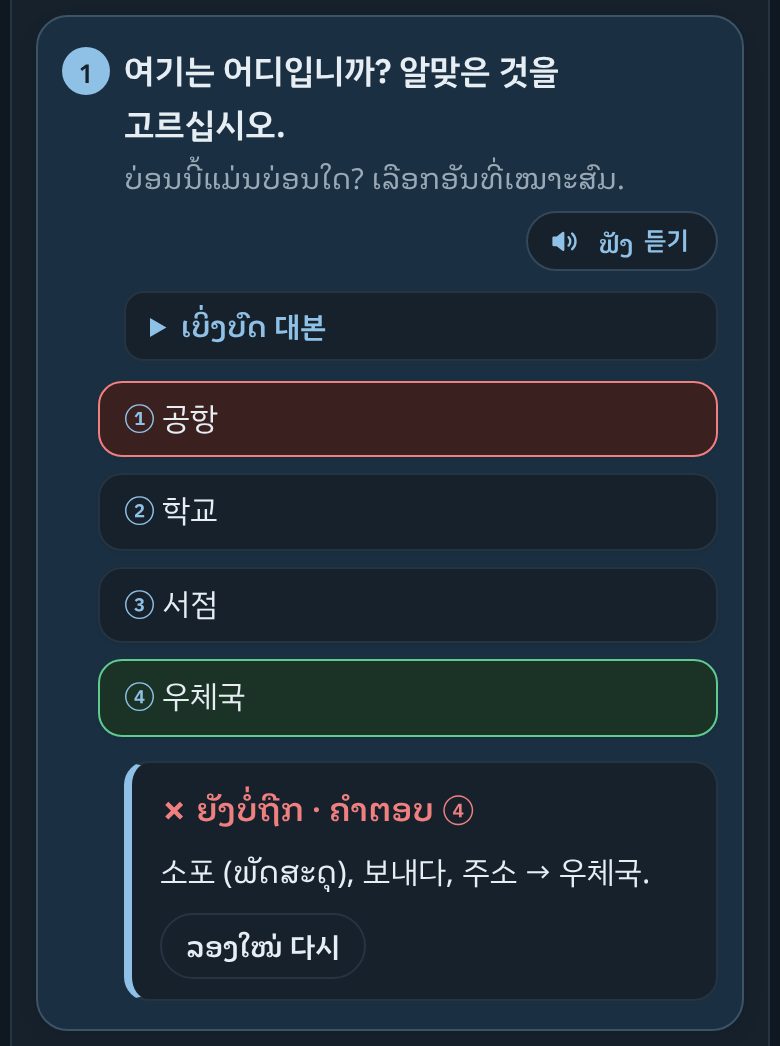 1 여기는 어디입니까? 알맞은 것을
고르십시오.
ບ່ອນນີ້ແມ່ນບ່ອນໃດ? ເລືອກອັນທີ່ເໝາະສົມ.
ຟັງ 듣기
▶ ເບິ່ງບົດ 대본
① 공항
② 학교
③ 서점
④ 우체국
✖ ຍັງບໍ່ຖືກ · ຄຳຕອບ ④
소포 (ພັດສະດຸ), 보내다, 주소 → 우체국.
ລອງໃໝ່ 다시